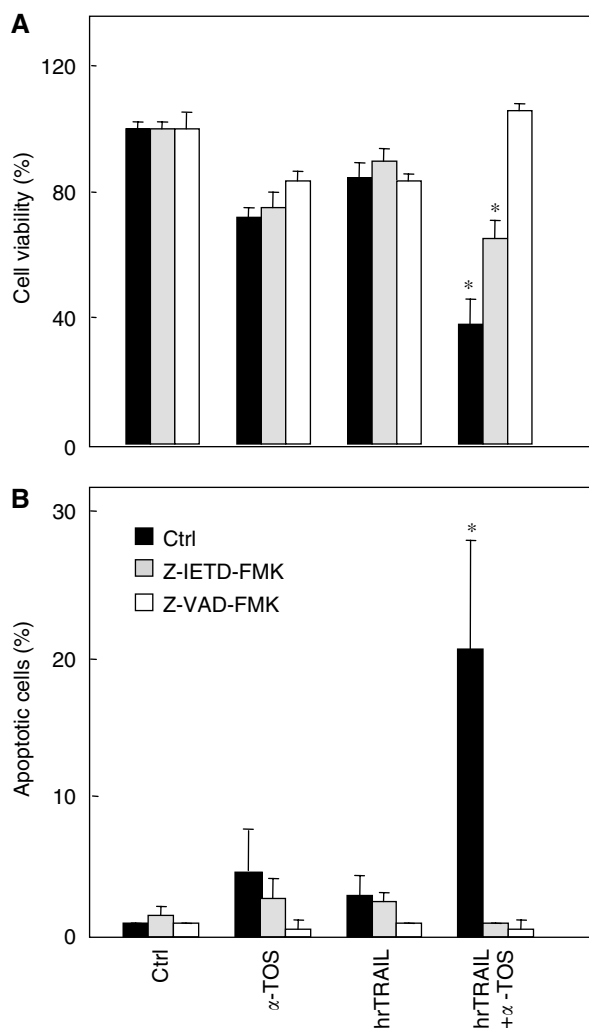 A
Cell viability (%)
120
80
40
0
*
*
B
Apoptotic cells (%)
30
20
10
0
Ctrl
Z-IETD-FMK
Z-VAD-FMK
*
Ctrl
α-TOS
hrTRAIL
hrTRAIL
+α-TOS